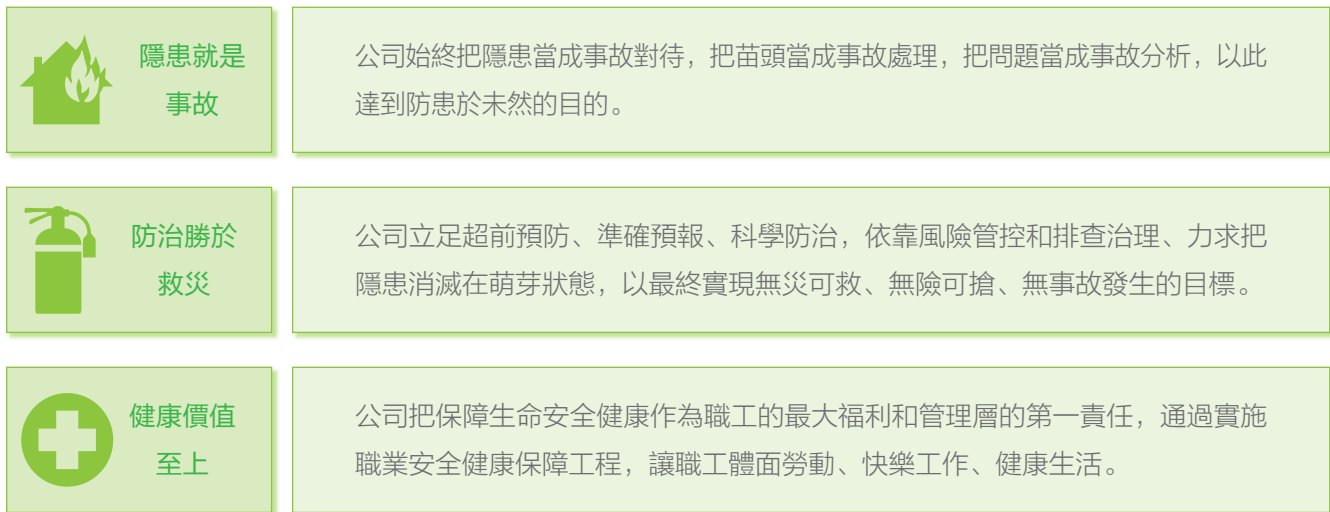 隱患就是
事故
公司始終把隱患當成事故對待，把苗頭當成事故處理，把問題當成事故分析，以此
達到防患於未然的目的。
防治勝於
救災
公司立足超前預防、準確預報、科學防治，依靠風險管控和排查治理、力求把
隱患消滅在萌芽狀態，以最終實現無災可救、無險可搶、無事故發生的目標。
健康價值
至上
公司把保障生命安全健康作為職工的最大福利和管理層的第一責任，通過實施
職業安全健康保障工程，讓職工體面勞動、快樂工作、健康生活。